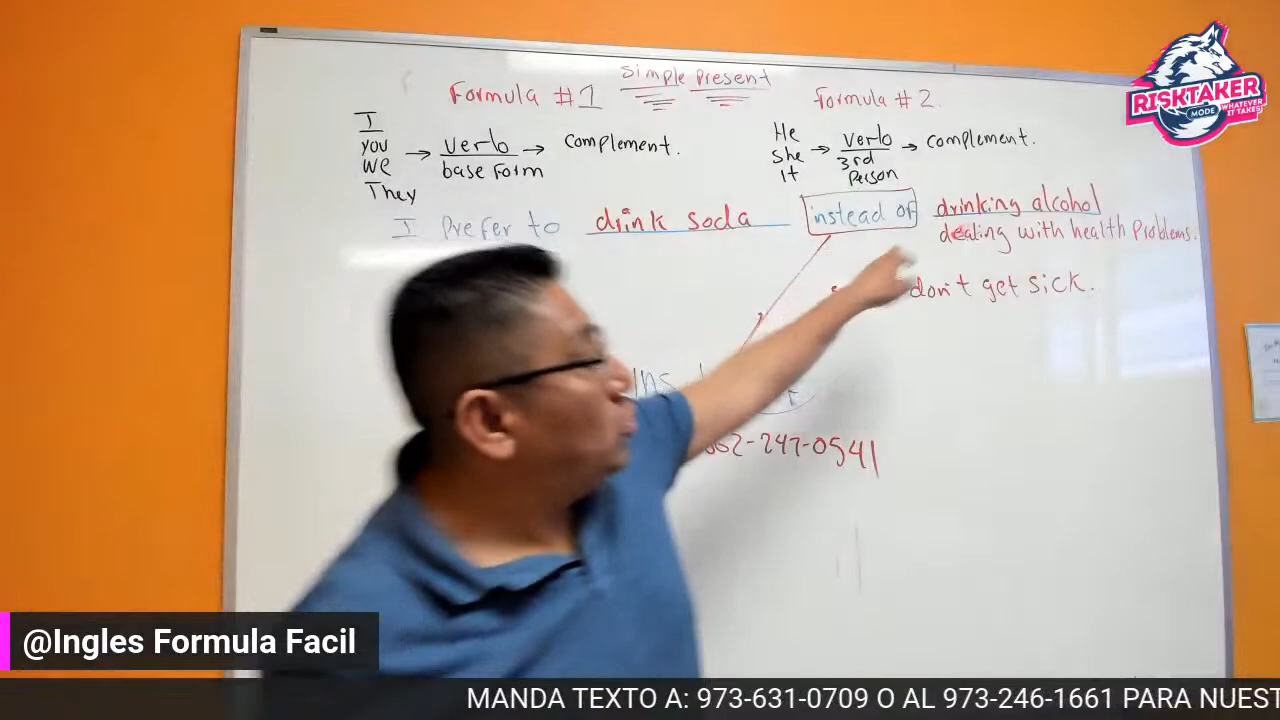 simple present
Formula #1
Formula # 2.
I
you
we
They
verb
base Form
complement.
He
she
it
verb
3rd
Person
complement.
I Prefer to drink soda instead of drinking alcohol
dealing with health Problems.
don't get sick.
662-247-0541
RISKTAKER
MODE
WHATEVER
IT TAKES
@Ingles Formula Facil
MANDA TEXTO A: 973-631-0709 O AL 973-246-1661 PARA NUEST